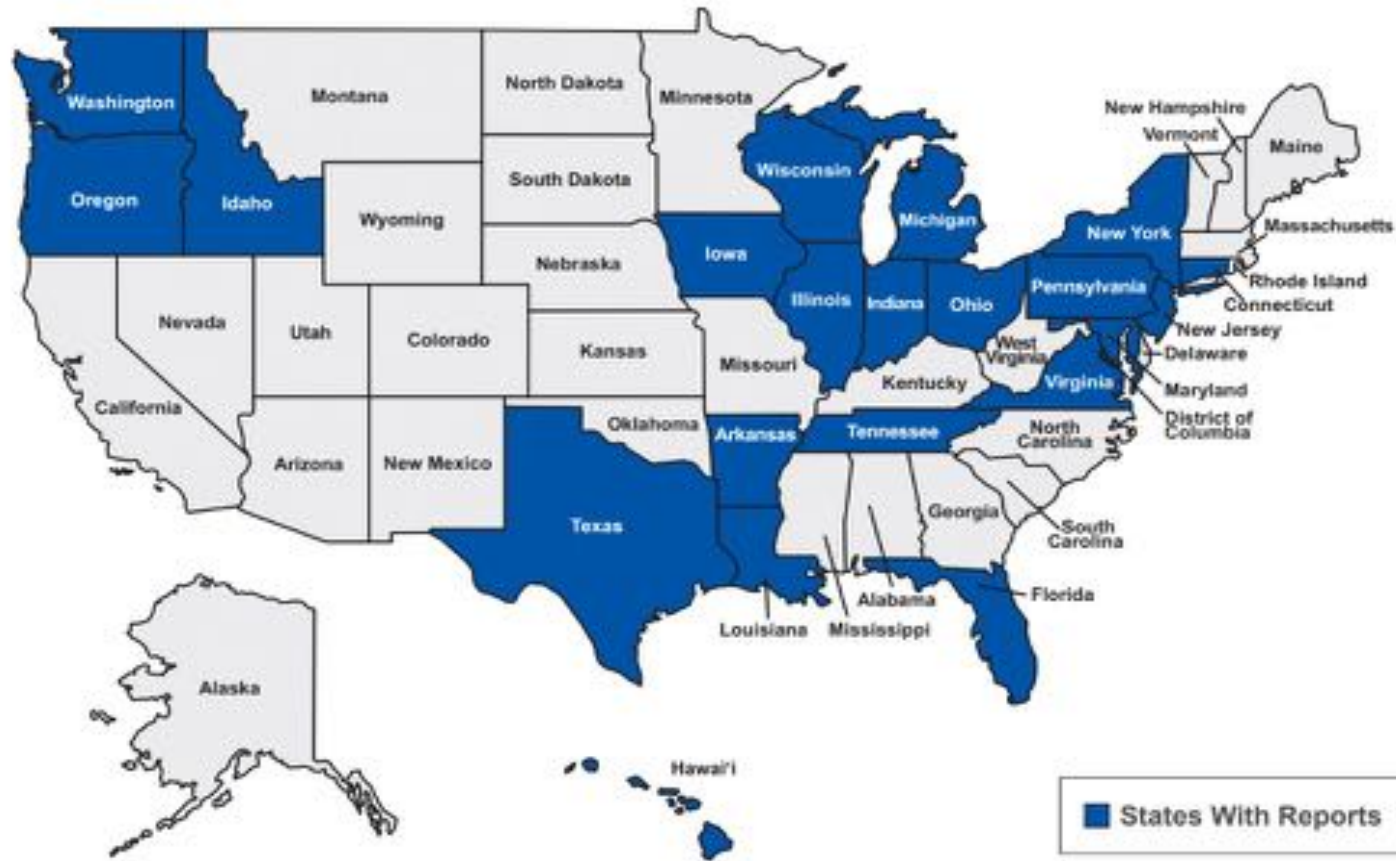 Washington
Montana
North Dakota
Minnesota
New Hampshire
Vermont
Maine
Oregon
Idaho
Wyoming
South Dakota
Wisconsin
Michigan
New York
Massachusetts
Nebraska
Iowa
Illinois
Indiana
Ohio
Pennsylvania
Rhode Island
Connecticut
New Jersey
Nevada
Utah
Colorado
Kansas
Missouri
West
Virginia
Kentucky
Virginia
Delaware
Maryland
District of
Columbia
California
Arizona
New Mexico
Oklahoma
Arkansas
Tennessee
North
Carolina
Texas
Georgia
South
Carolina
Louisiana
Mississippi
Alabama
Florida
Alaska
Hawai'i
States With Reports